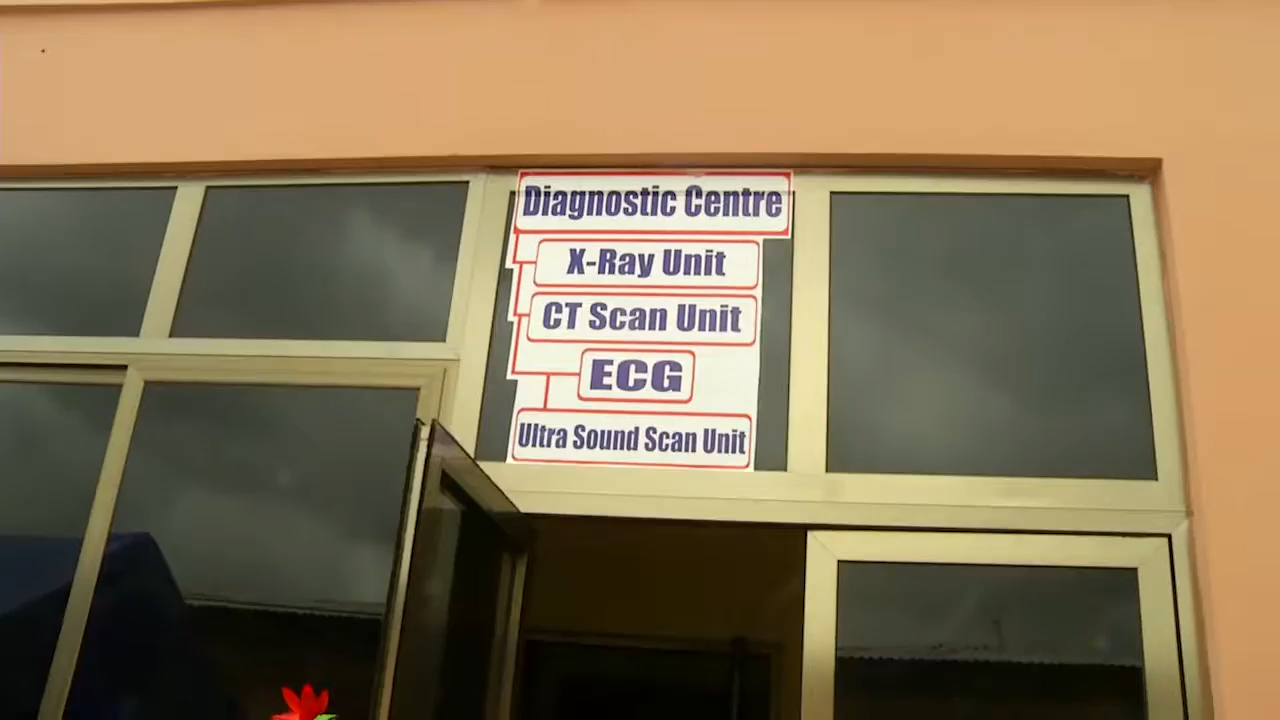 Diagnostic Centre
X-Ray Unit
CT Scan Unit
ECG
Ultra Sound Scan Unit